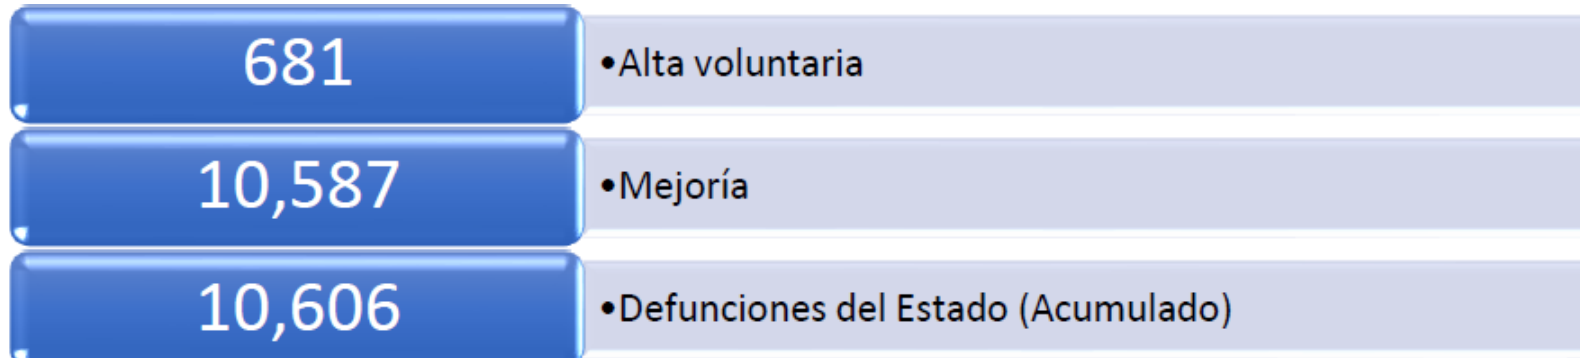 681
•Alta voluntaria
10,587
•Mejoría
10,606
•Defunciones del Estado (Acumulado)